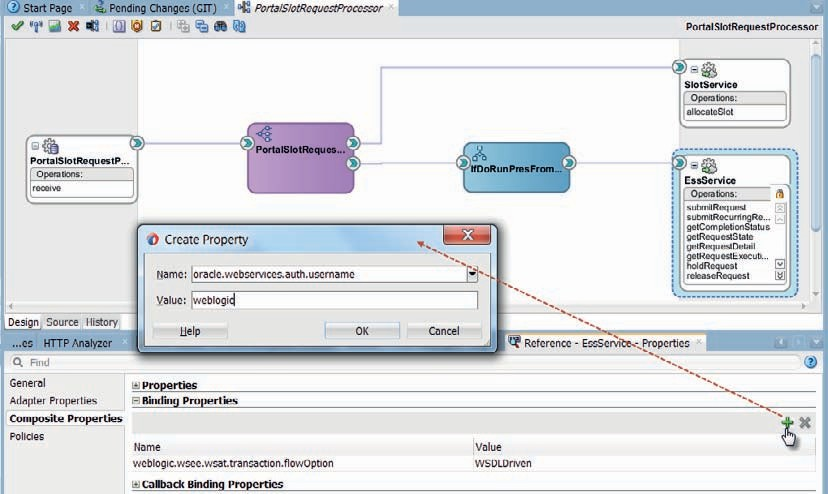 Start Page
Pending Changes (GIT)
PortalSlotRequestProcessor
PortalSlotRequestProcessor
SlotService
Operations:
allocateSlot
PortalSlotRequestP...
Operations:
receive
PortalSlotReques...
IfDoRunPresFrom...
EssService
Operations:
submitRequest
submitRecurringRe...
getCompletionStatus
getRequestState
getRequestDetail
getRequestExecuti...
holdRequest
releaseRequest
Create Property
Name: oracle.webservices.auth.username
Value: weblogic
Help OK Cancel
Design Source History
...es HTTP Analyzer
Reference - EssService - Properties
Find
General
Adapter Properties
Composite Properties
Policies
Properties
Binding Properties
Name Value
weblogic.wsee.wsat.transaction.flowOption WSDLDriven
Callback Binding Properties